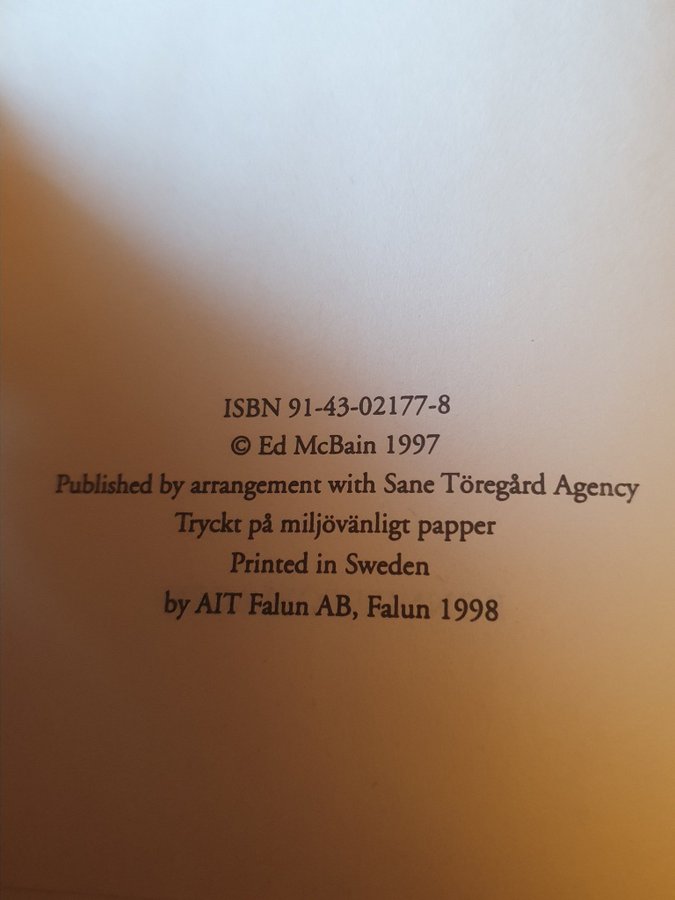 ISBN 91-43-02177-8
© Ed McBain 1997
Published by arrangement with Sane Töregård Agency
Tryckt på miljövänligt papper
Printed in Sweden
by AIT Falun AB, Falun 1998